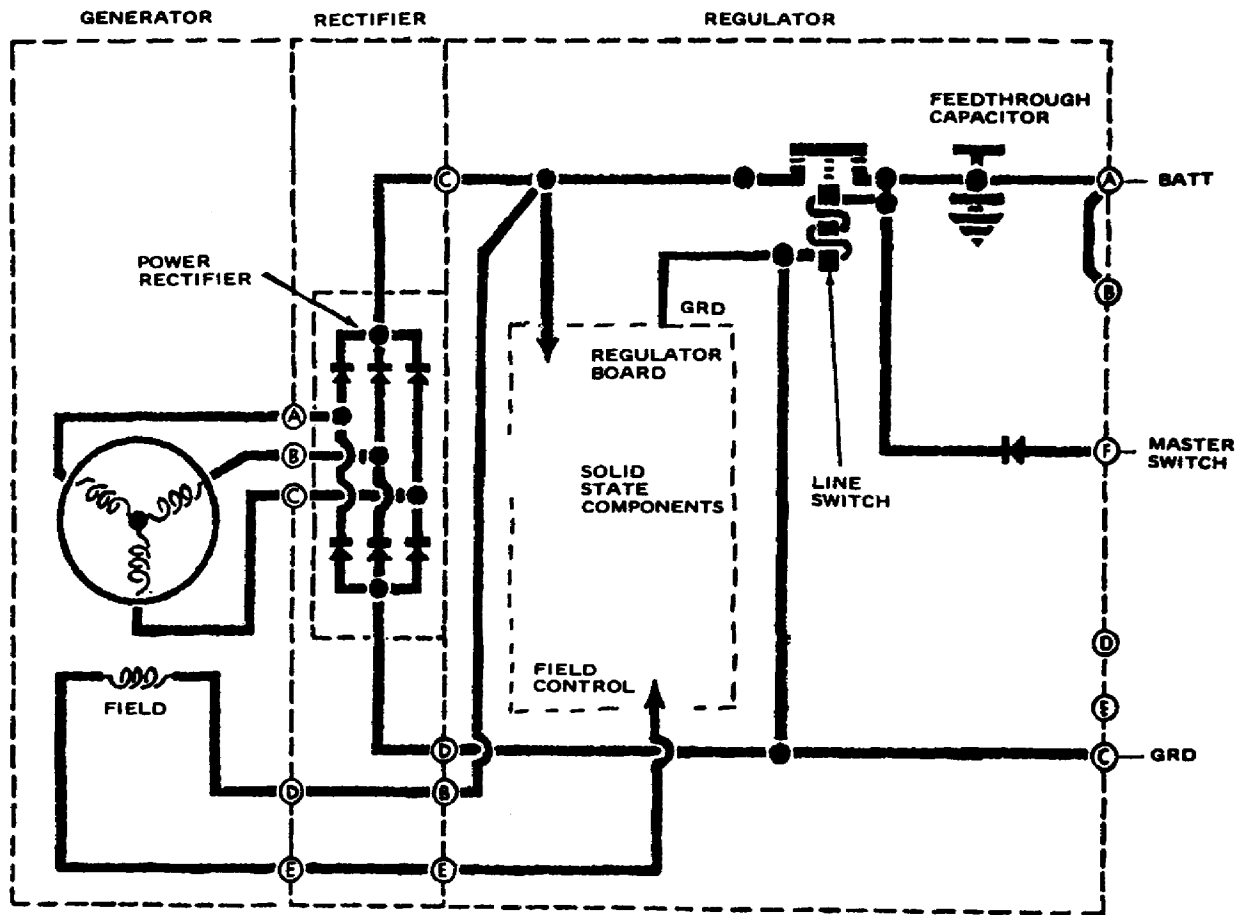 GENERATOR
RECTIFIER
REGULATOR
FEEDTHROUGH
CAPACITOR
C
A
BATT
B
POWER
RECTIFIER
GRD
REGULATOR
BOARD
A
B
C
SOLID
STATE
COMPONENTS
LINE
SWITCH
F
MASTER
SWITCH
D
E
FIELD
FIELD
CONTROL
D
C
GRD
D
B
E
E